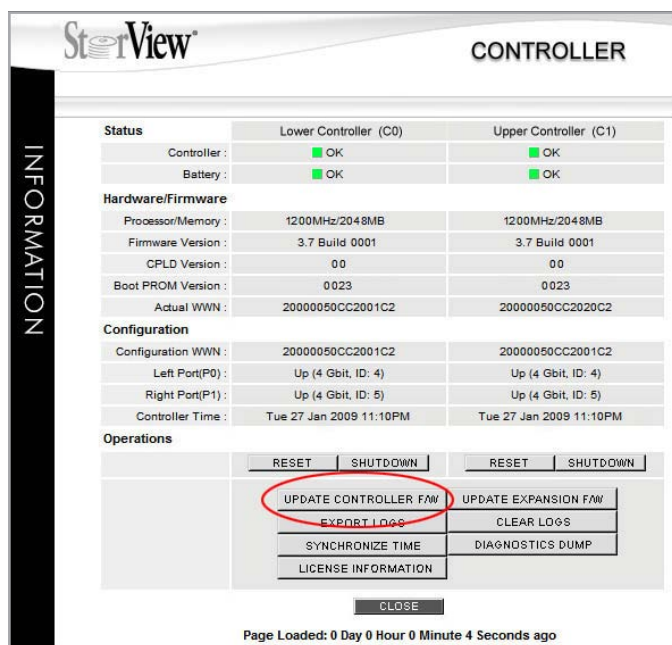 StorView
CONTROLLER
INFORMATION
Status Lower Controller (C0) Upper Controller (C1)
Controller : OK OK
Battery : OK OK
Hardware/Firmware
Processor/Memory : 1200MHz/2048MB 1200MHz/2048MB
Firmware Version : 3.7 Build 0001 3.7 Build 0001
CPLD Version : 00 00
Boot PROM Version : 0023 0023
Actual WWN : 20000050CC2001C2 20000050CC2020C2
Configuration
Configuration WWN : 20000050CC2001C2 20000050CC2001C2
Left Port(P0) : Up (4 Gbit, ID: 4) Up (4 Gbit, ID: 4)
Right Port(P1) : Up (4 Gbit, ID: 5) Up (4 Gbit, ID: 5)
Controller Time : Tue 27 Jan 2009 11:10PM Tue 27 Jan 2009 11:10PM
Operations
RESET SHUTDOWN RESET SHUTDOWN
UPDATE CONTROLLER F/W UPDATE EXPANSION F/W
EXPORT LOGS CLEAR LOGS
SYNCHRONIZE TIME DIAGNOSTICS DUMP
LICENSE INFORMATION
CLOSE
Page Loaded: 0 Day 0 Hour 0 Minute 4 Seconds ago